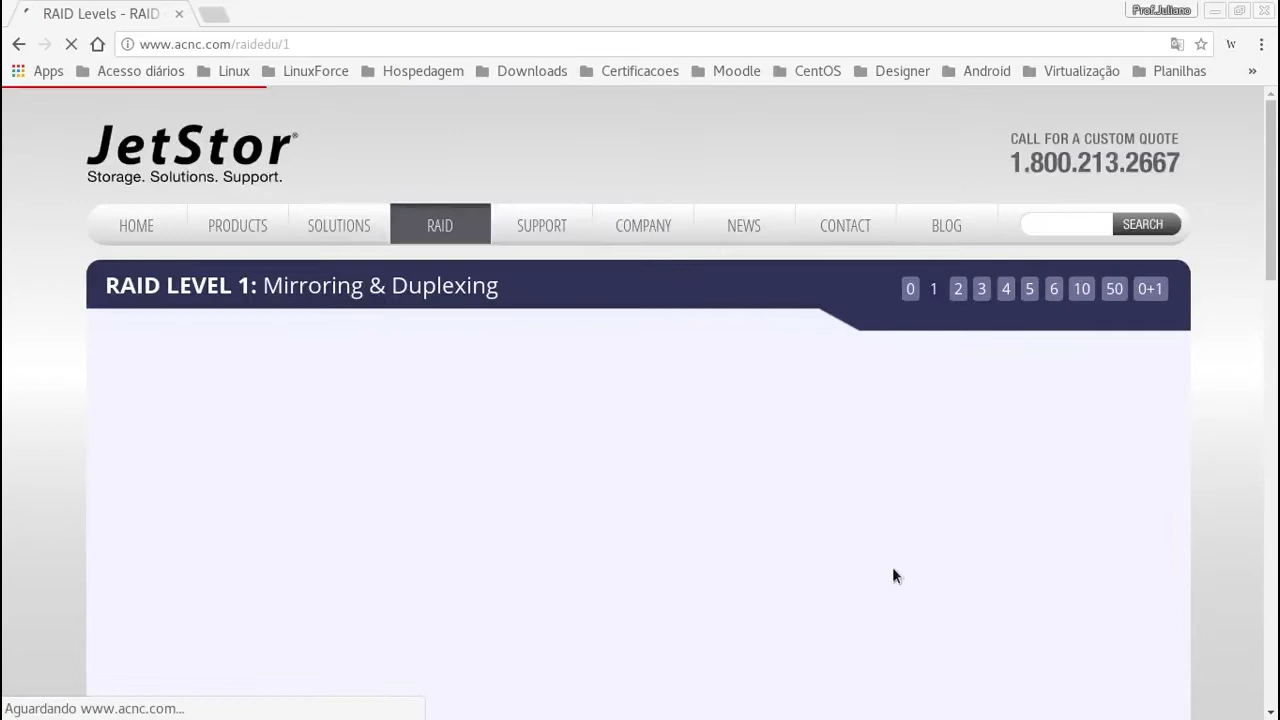 RAID Levels - RAID
Prof.Juliano
www.acnc.com/raidedu/1
W
Apps Acesso diários Linux LinuxForce Hospedagem Downloads Certificacoes Moodle CentOS Designer Android Virtualização Planilhas »
JetStor®
Storage. Solutions. Support.
CALL FOR A CUSTOM QUOTE
1.800.213.2667
HOME PRODUCTS SOLUTIONS RAID SUPPORT COMPANY NEWS CONTACT BLOG SEARCH
RAID LEVEL 1: Mirroring & Duplexing 0 1 2 3 4 5 6 10 50 0+1
Aguardando www.acnc.com...